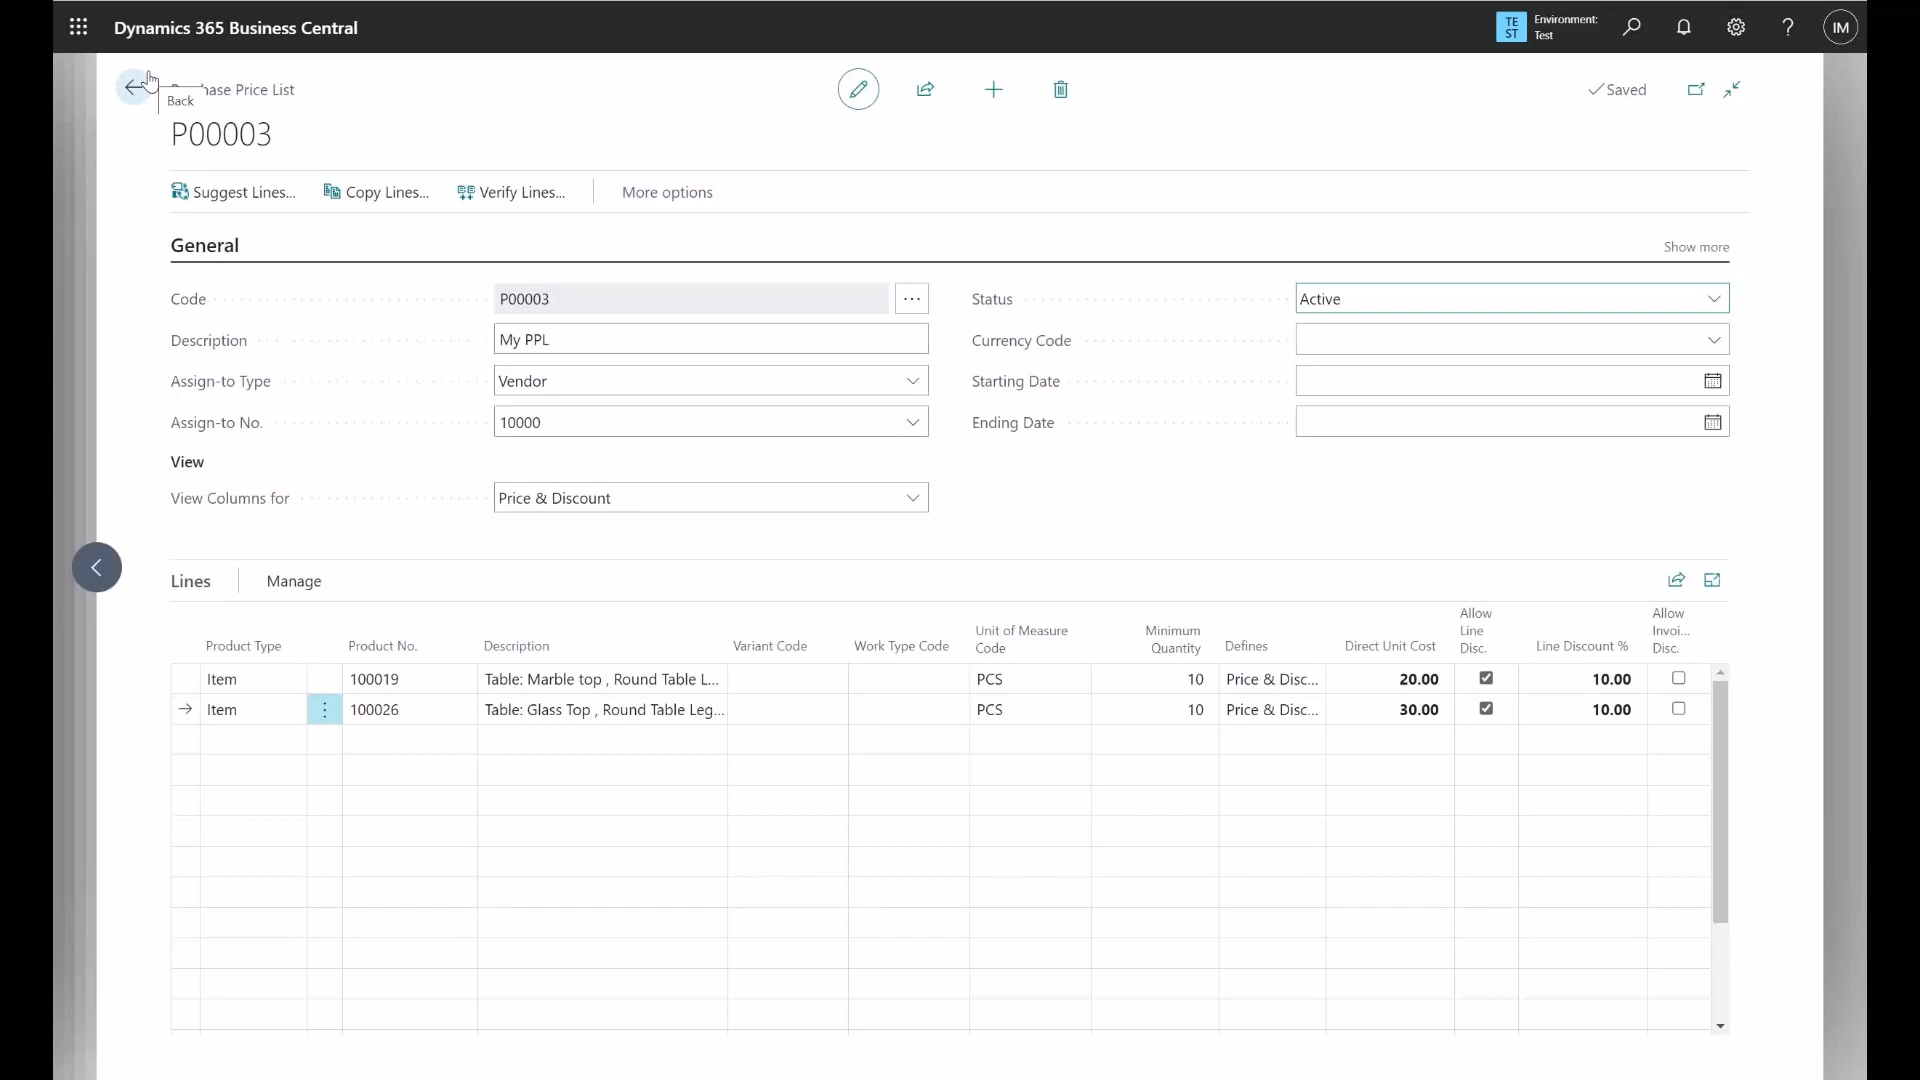 Dynamics 365 Business Central
TE
ST
Environment:
Test
IM
Back
hase Price List
Saved
P00003
Suggest Lines...
Copy Lines...
Verify Lines...
More options
General
Show more
Code
P00003
Status
Active
Description
My PPL
Currency Code
Assign-to Type
Vendor
Starting Date
Assign-to No.
10000
Ending Date
View
View Columns for
Price & Discount
Lines
Manage
Product Type
Product No.
Description
Variant Code
Work Type Code
Unit of Measure
Code
Minimum
Quantity
Defines
Direct Unit Cost
Allow
Line
Disc.
Line Discount %
Allow
Invoi...
Disc.
Item 100019 Table: Marble top , Round Table L... PCS 10 Price & Disc... 20.00 10.00
Item 100026 Table: Glass Top , Round Table Leg... PCS 10 Price & Disc... 30.00 10.00